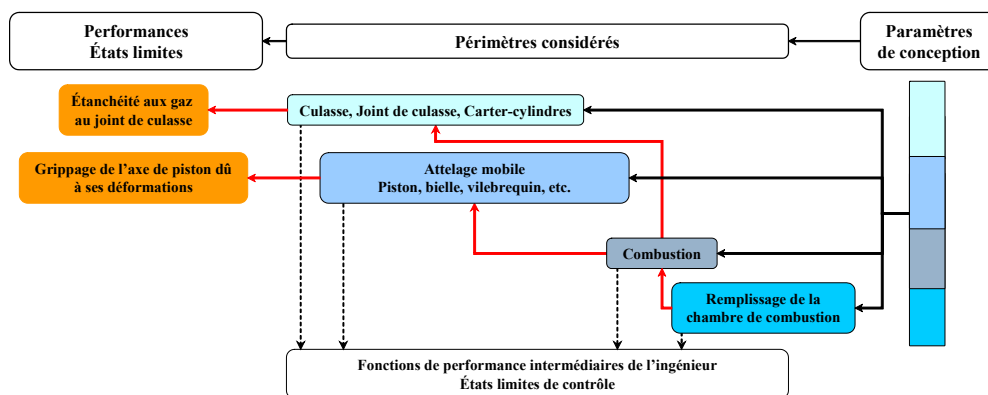 Performances
États limites
Périmètres considérés
Paramètres
de conception
Étanchéité aux gaz
au joint de culasse
Culasse, Joint de culasse, Carter-cylindres
Grippage de l'axe de piston dû
à ses déformations
Attelage mobile
Piston, bielle, vilebrequin, etc.
Combustion
Remplissage de la
chambre de combustion
Fonctions de performance intermédiaires de l'ingénieur
États limites de contrôle